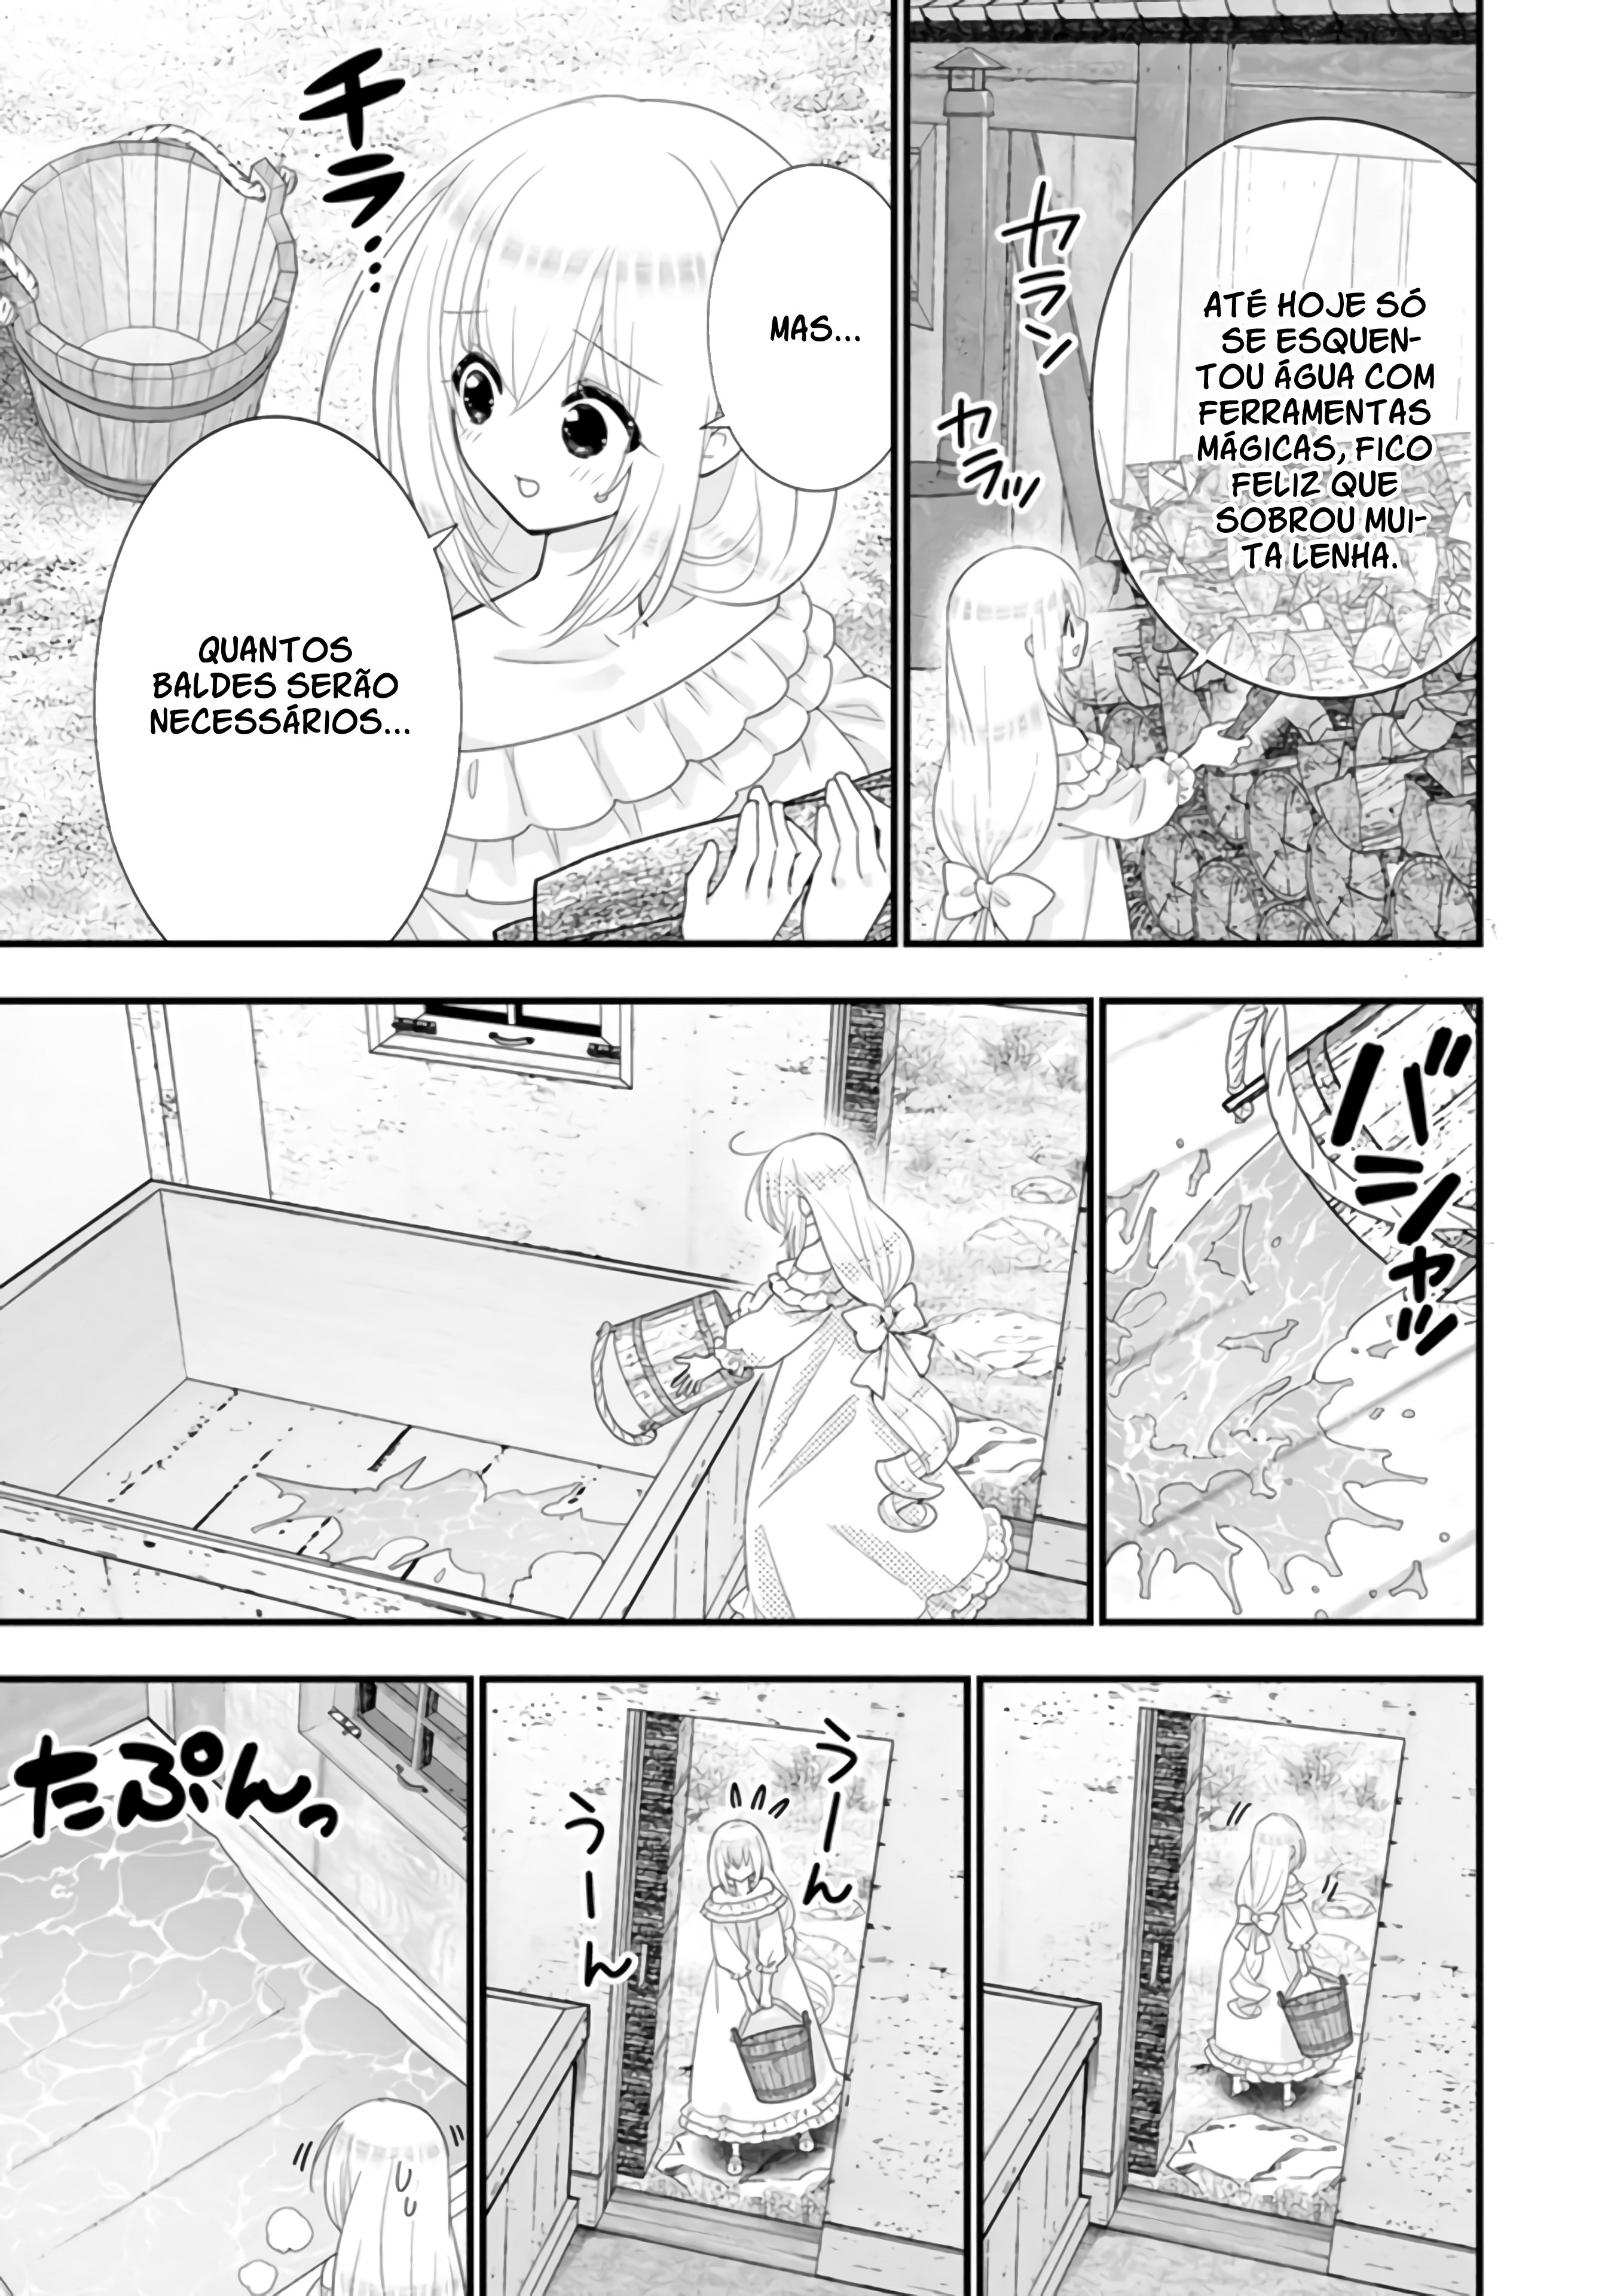 ATÉ HOJE SÓ
SE ESQUEN-
TOU ÁGUA COM
FERRAMENTAS
MÁGICAS, FICO
FELIZ QUE
SOBROU MUI-
TA LENHA.
ヤラン
ヤラッ
MAS...
チラ...
QUANTOS
BALDES SERÃO
NECESSÁRIOS...
バシャッ
うーん
うーん
たぷんっ